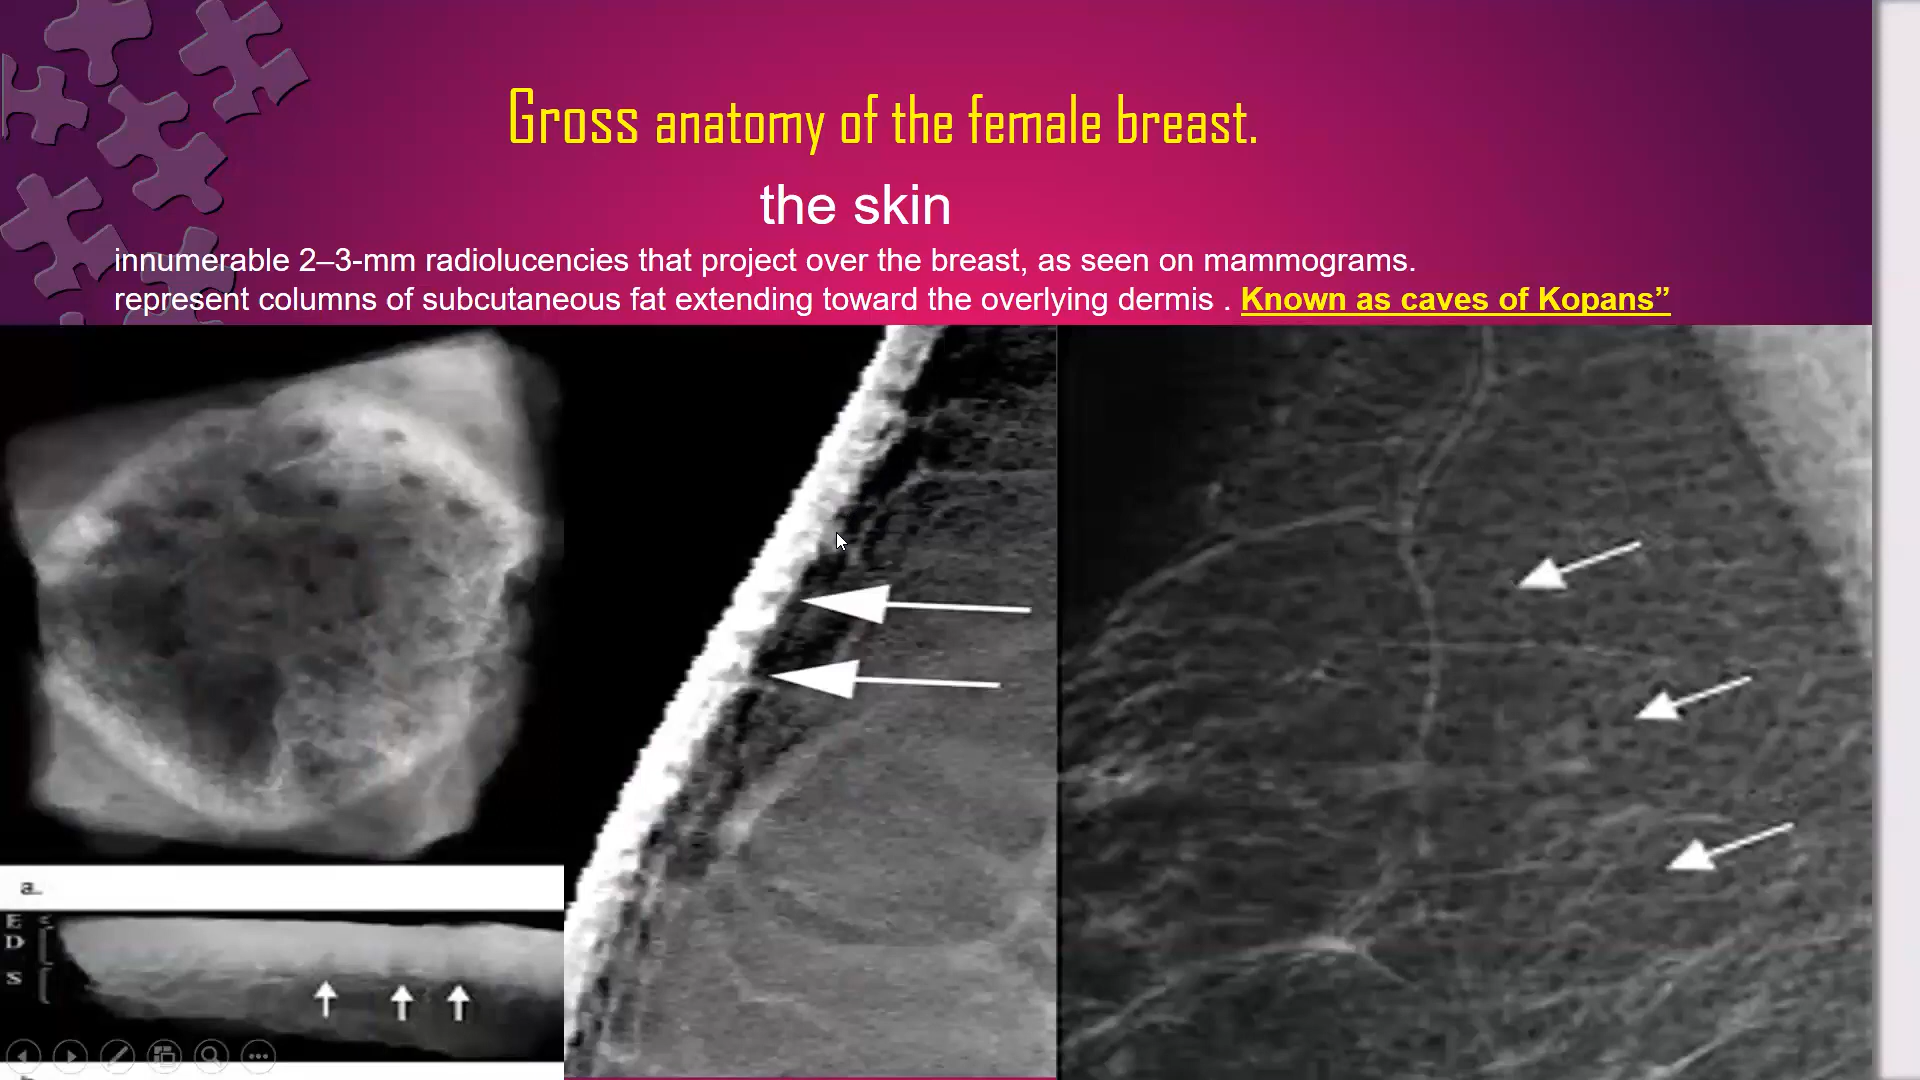 Gross anatomy of the female breast.
the skin
innumerable 2–3-mm radiolucencies that project over the breast, as seen on mammograms.
represent columns of subcutaneous fat extending toward the overlying dermis . Known as caves of Kopans”
a.
E
D
S